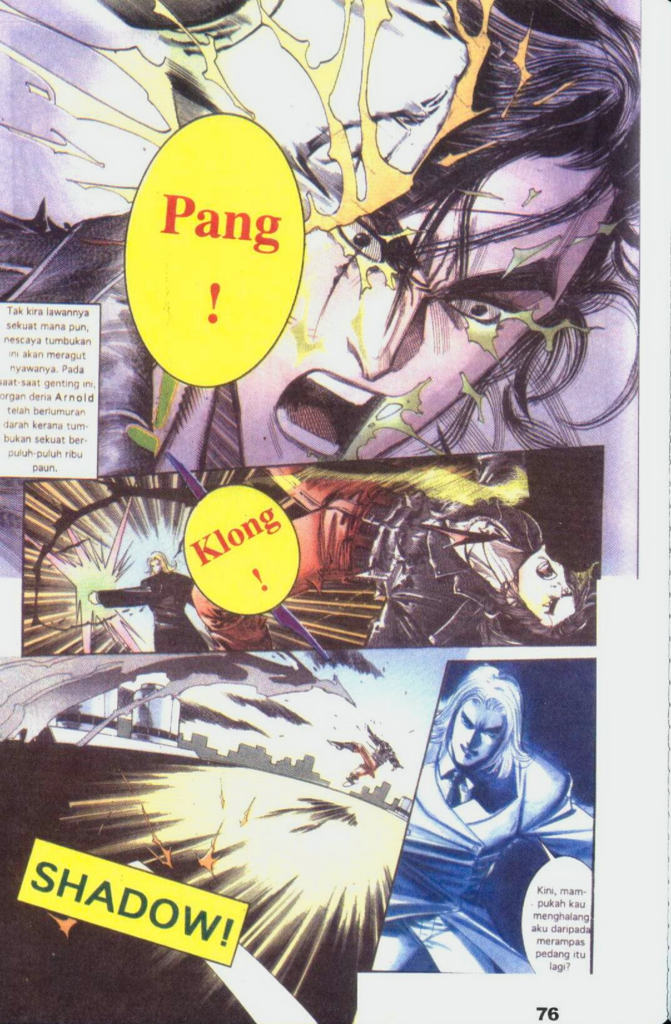 Pang
!
Tak kira lawannya
sekuat mana pun,
nescaya tumbukan
ini akan meragut
nyawanya. Pada
saat-saat genting ini,
organ deria Arnold
telah berlumuran
darah kerana tum-
bukan sekuat ber-
puluh-puluh ribu
paun.
Klong
!
SHADOW!
Kini, mam-
pukah kau
menghalang
aku daripada
merampas
pedang itu
lagi?
76